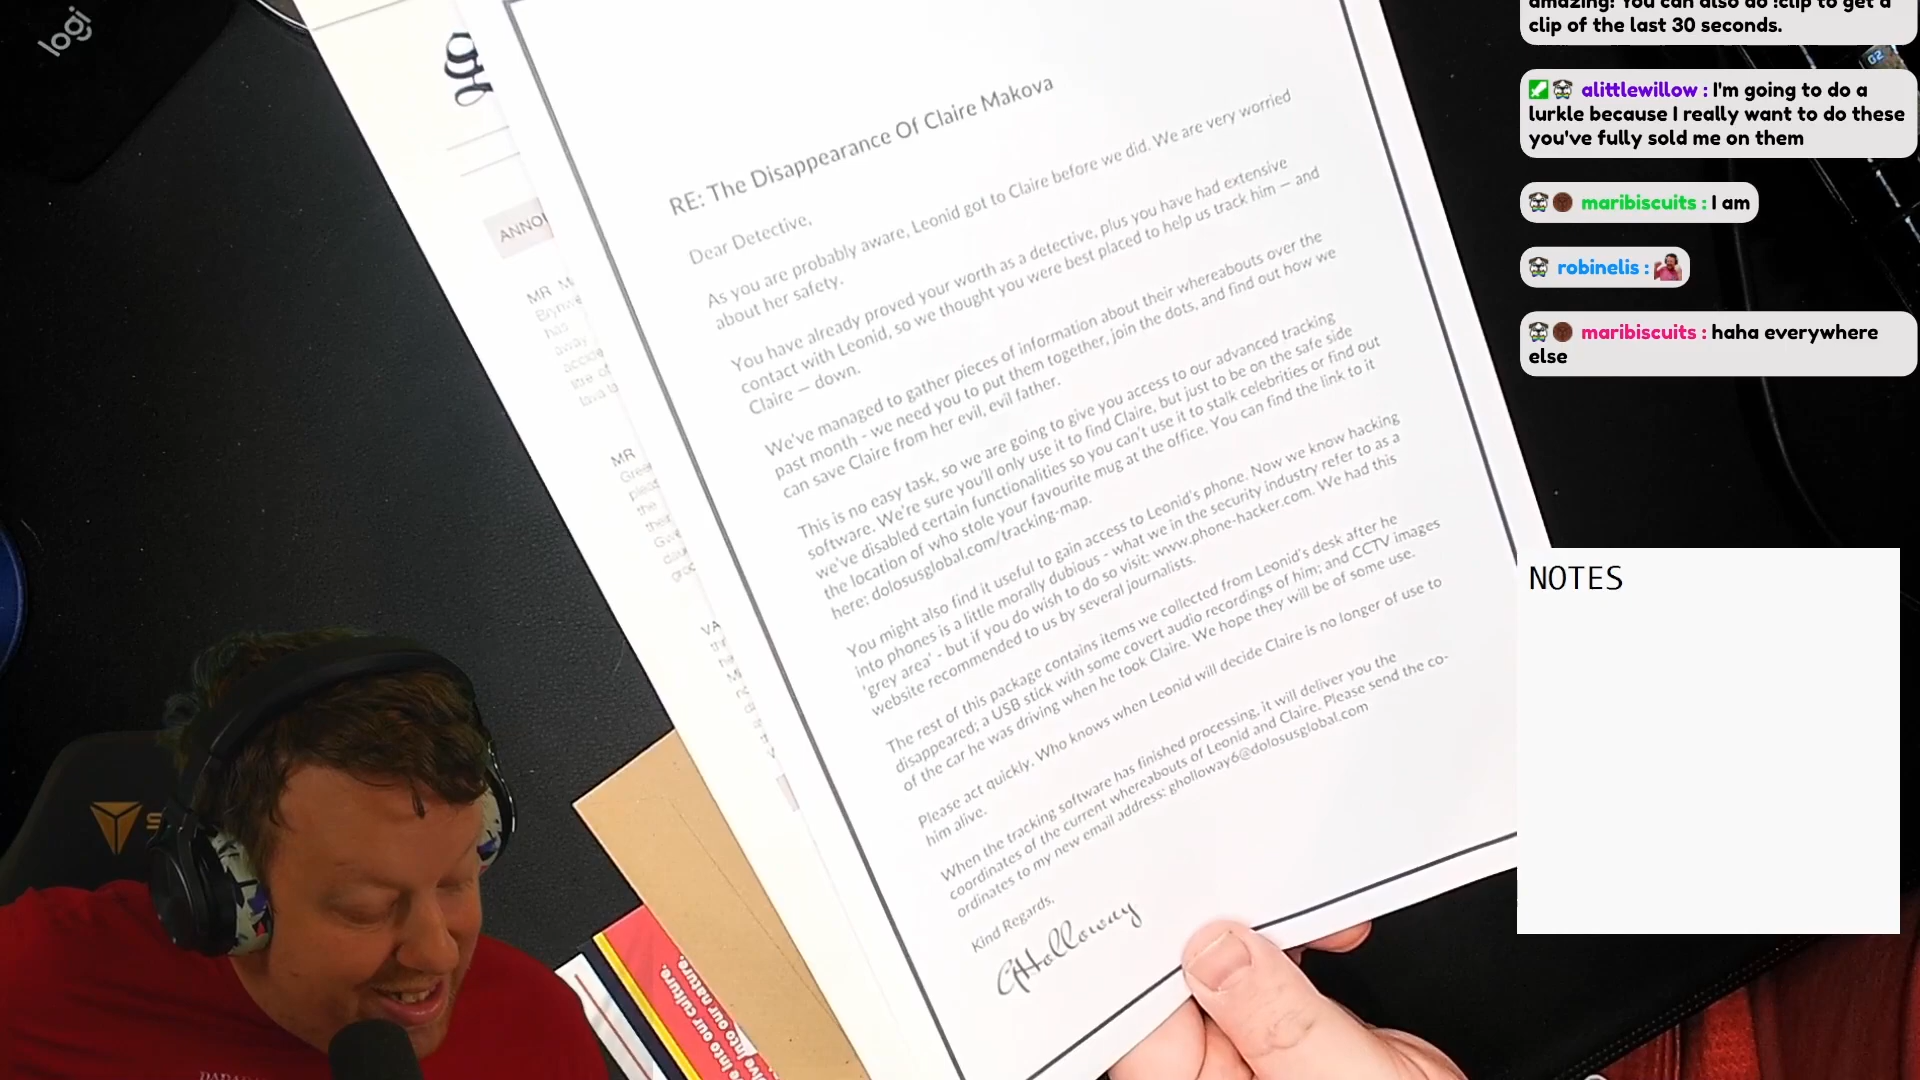 logi
g
ANNO
MR M
Brynwe
has
away
accide
MR
Grea
VA
RE: The Disappearance Of Claire Makova
Dear Detective,
As you are probably aware, Leonid got to Claire before we did. We are very worried
about her safety.
You have already proved your worth as a detective, plus you have had extensive
contact with Leonid, so we thought you were best placed to help us track him — and
Claire — down.
We've managed to gather pieces of information about their whereabouts over the
past month - we need you to put them together, join the dots, and find out how we
can save Claire from her evil, evil father.
This is no easy task, so we are going to give you access to our advanced tracking
software. We're sure you'll only use it to find Claire, but just to be on the safe side
we've disabled certain functionalities so you can't use it to stalk celebrities or find out
the location of who stole your favourite mug at the office. You can find the link to it
here: dolosusglobal.com/tracking-map.
You might also find it useful to gain access to Leonid's phone. Now we know hacking
into phones is a little morally dubious - what we in the security industry refer to as a
'grey area' - but if you do wish to do so visit: www.phone-hacker.com. We had this
website recommended to us by several journalists.
The rest of this package contains items we collected from Leonid's desk after he
disappeared; a USB stick with some covert audio recordings of him; and CCTV images
of the car he was driving when he took Claire. We hope they will be of some use.
Please act quickly. Who knows when Leonid will decide Claire is no longer of use to
him alive.
When the tracking software has finished processing, it will deliver you the
coordinates of the current whereabouts of Leonid and Claire. Please send the co-
ordinates to my new email address: gholloway6@dolosusglobal.com
Kind Regards,
GHolloway
ve into our culture.
lve into our nature.
amazing! You can also do !clip to get a
clip of the last 30 seconds.
alittlewillow : I'm going to do a
lurkle because I really want to do these
you've fully sold me on them
maribiscuits : I am
robinelis :
maribiscuits : haha everywhere
else
NOTES